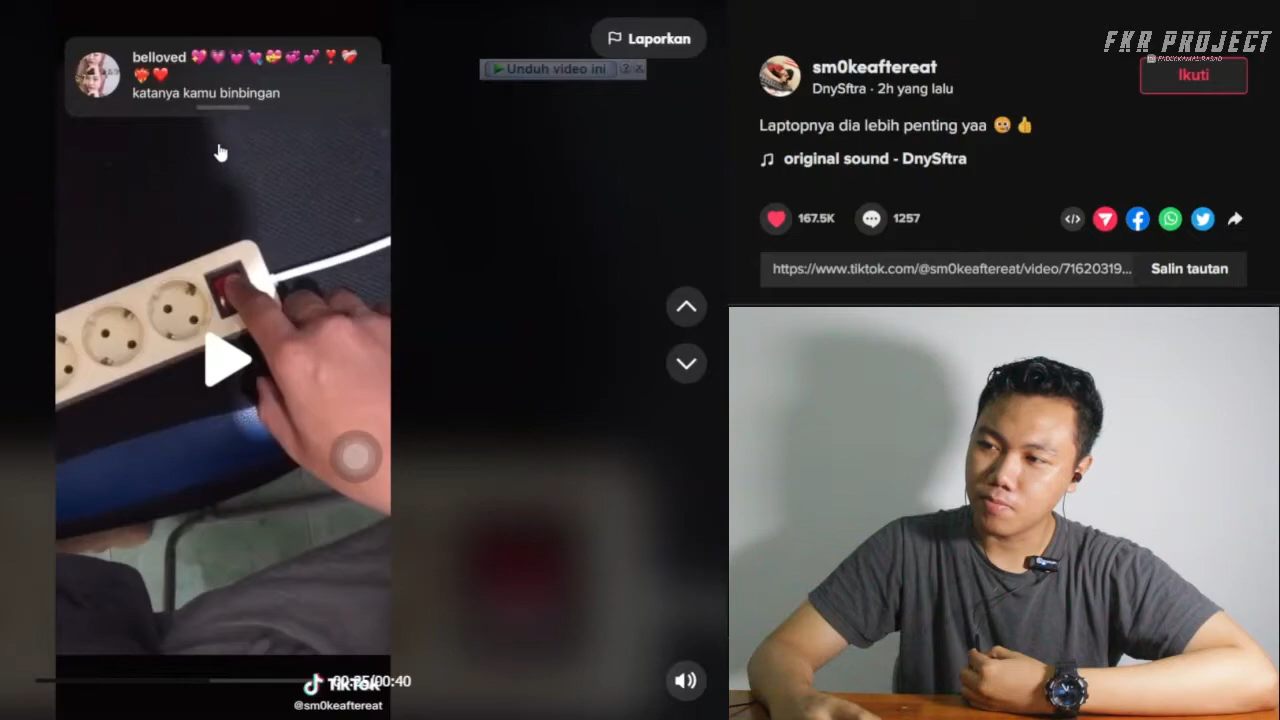 belloved 💖💗💓💘💝💞💕❣️❤️‍🩹
❤️‍🔥❤️
katanya kamu binbingan
Laporkan
Unduh video ini
? X
TikTok
00:35/00:40
@sm0keaftereat
FKR PROJECT
sm0keaftereat
DnySftra · 2h yang lalu
Ikuti
Laptopnya dia lebih penting yaa 😬👍
original sound - DnySftra
167.5K
1257
https://www.tiktok.com/@sm0keaftereat/video/71620319...
Salin tautan